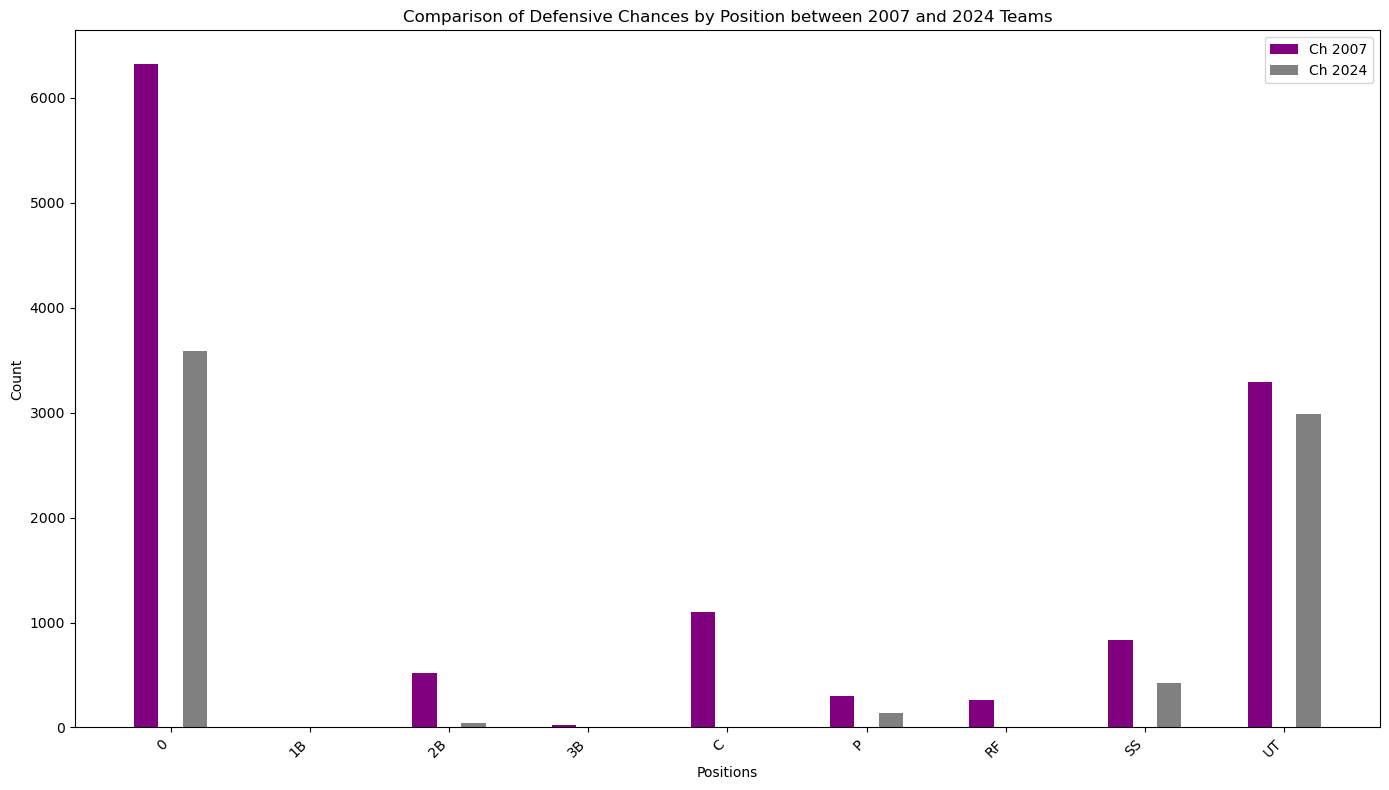 Comparison of Defensive Chances by Position between 2007 and 2024 Teams
Ch 2007
Ch 2024
6000
5000
4000
3000
2000
1000
0
Count
0
1B
2B
3B
C
P
RF
SS
UT
Positions